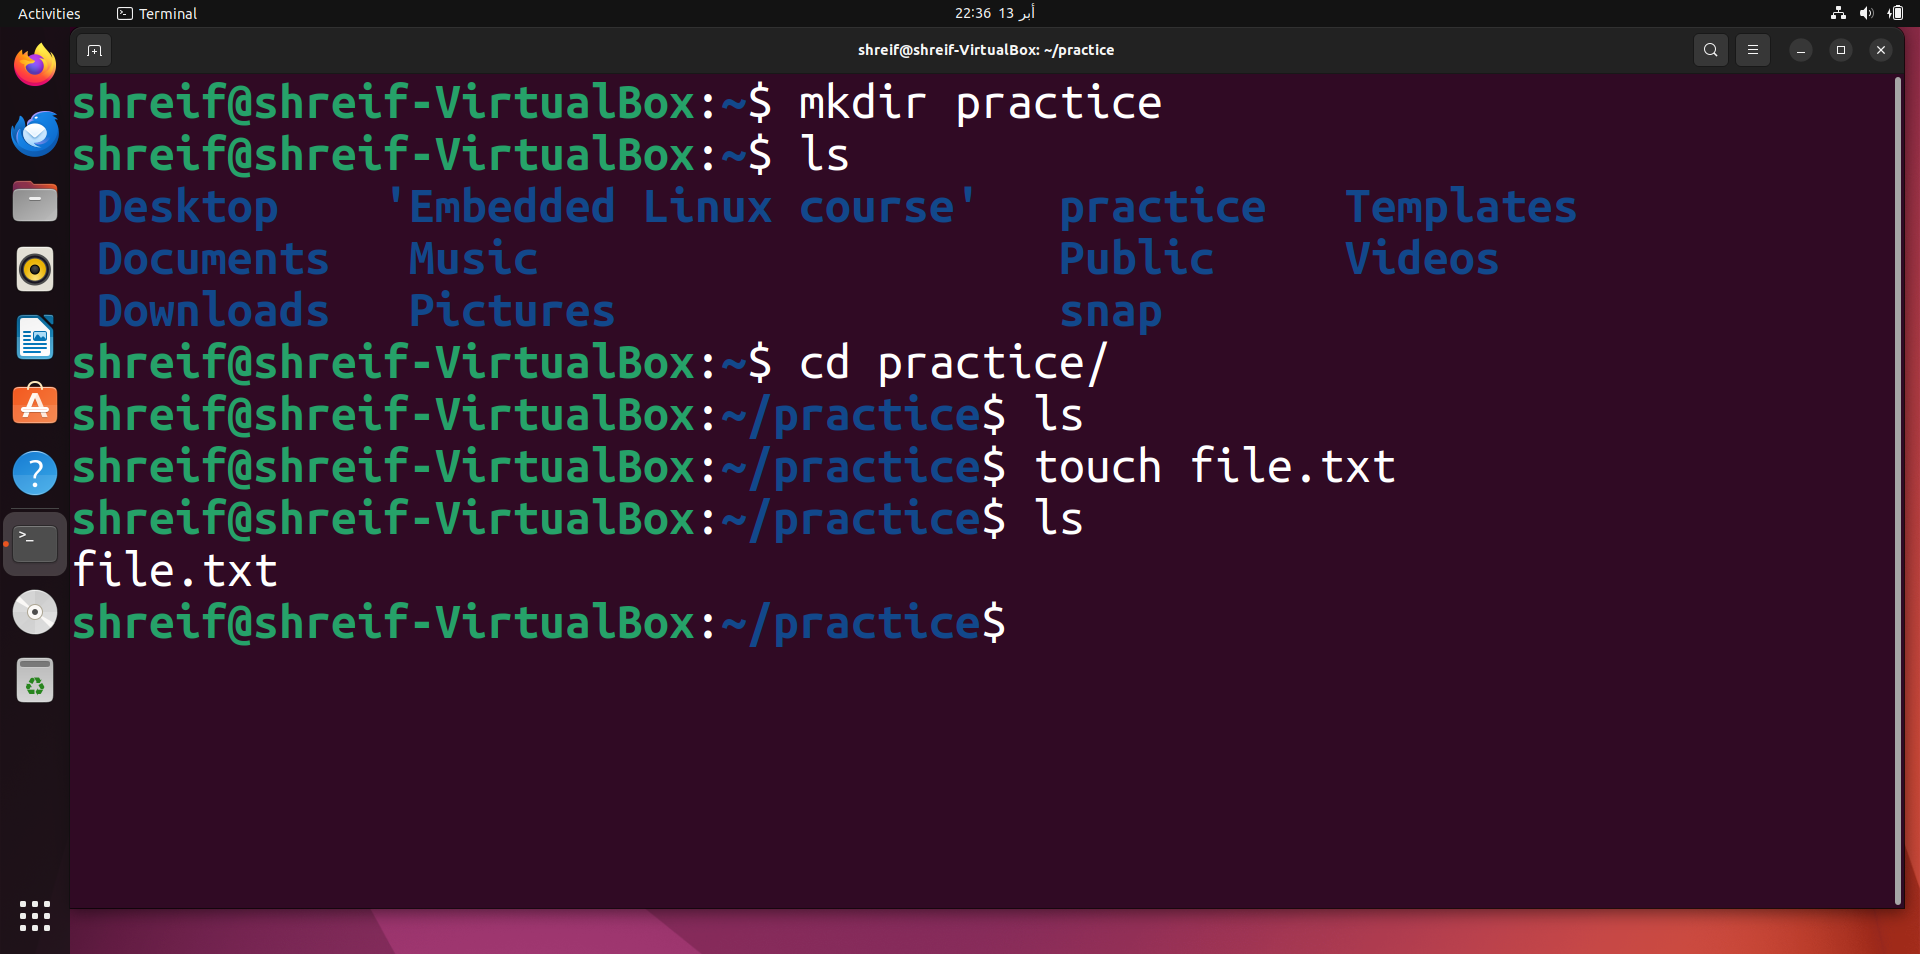 Activities Terminal 22:36 13 أبر
shreif@shreif-VirtualBox: ~/practice
shreif@shreif-VirtualBox:~$ mkdir practice
shreif@shreif-VirtualBox:~$ ls
Desktop 'Embedded Linux course' practice Templates
Documents Music Public Videos
Downloads Pictures snap
shreif@shreif-VirtualBox:~$ cd practice/
shreif@shreif-VirtualBox:~/practice$ ls
shreif@shreif-VirtualBox:~/practice$ touch file.txt
shreif@shreif-VirtualBox:~/practice$ ls
file.txt
shreif@shreif-VirtualBox:~/practice$